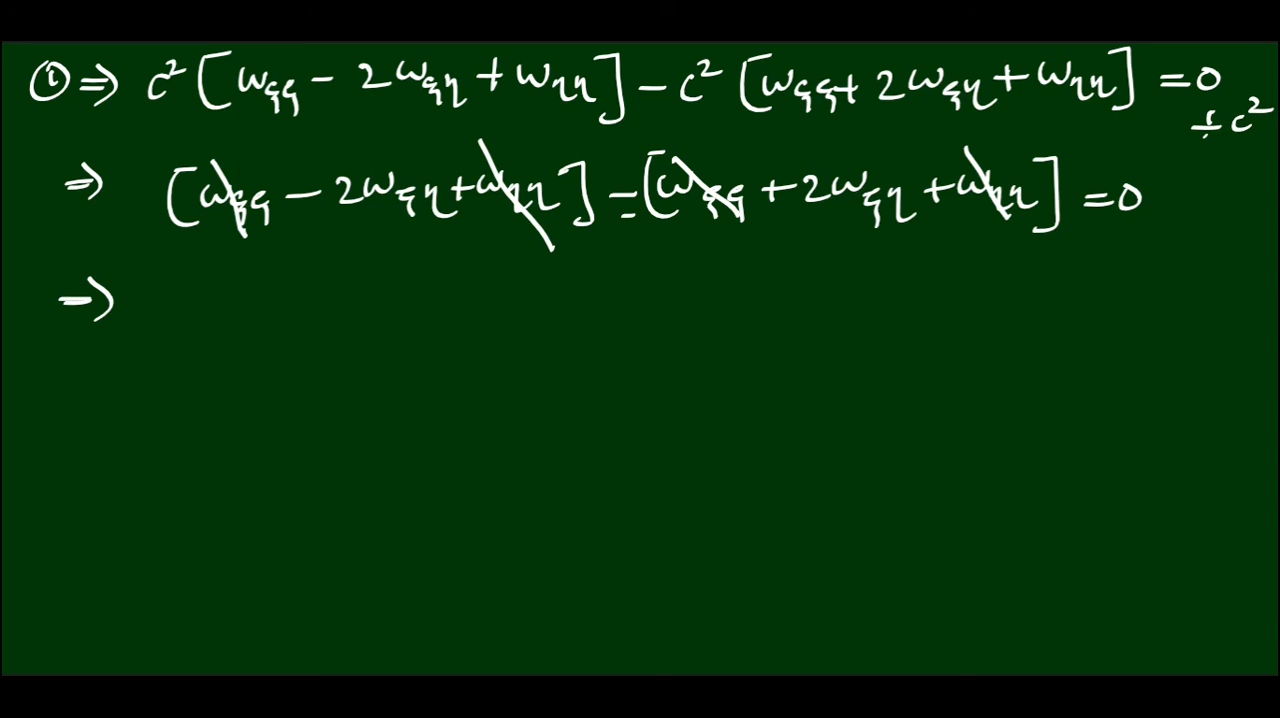 ① ⇒ c² [w_ξξ − 2w_ξη + w_ηη] − c² [w_ξξ + 2w_ξη + w_ηη] = 0
÷ c²
⇒ [w_ξξ − 2w_ξη + w_ηη] − [w_ξξ + 2w_ξη + w_ηη] = 0
⇒